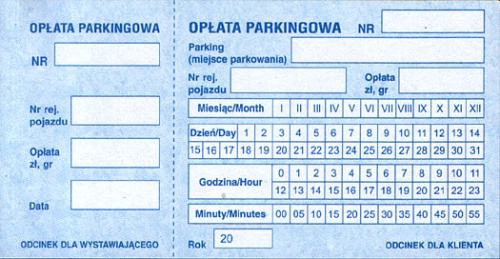 OPŁATA PARKINGOWA
NR
Nr rej.
pojazdu
Opłata
zł, gr
Data
ODCINEK DLA WYSTAWIAJĄCEGO
OPŁATA PARKINGOWA NR
Parking
(miejsce parkowania)
Nr rej.
pojazdu
Opłata
zł, gr
Miesiąc/Month I II III IV V VI VII VIII IX X XI XII
Dzień/Day 1 2 3 4 5 6 7 8 9 10 11 12 13 14
15 16 17 18 19 20 21 22 23 24 25 26 27 28 29 30 31
Godzina/Hour 0 1 2 3 4 5 6 7 8 9 10 11
12 13 14 15 16 17 18 19 20 21 22 23
Minuty/Minutes 00 05 10 15 20 25 30 35 40 45 50 55
Rok 20
ODCINEK DLA KLIENTA